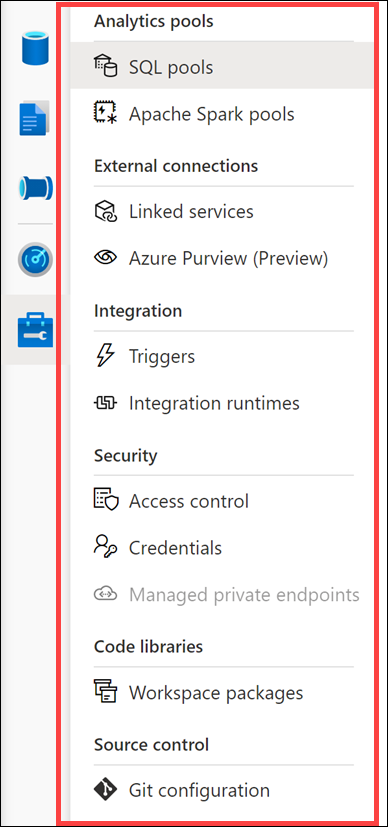 Analytics pools
SQL pools
Apache Spark pools
External connections
Linked services
Azure Purview (Preview)
Integration
Triggers
Integration runtimes
Security
Access control
Credentials
Managed private endpoints
Code libraries
Workspace packages
Source control
Git configuration